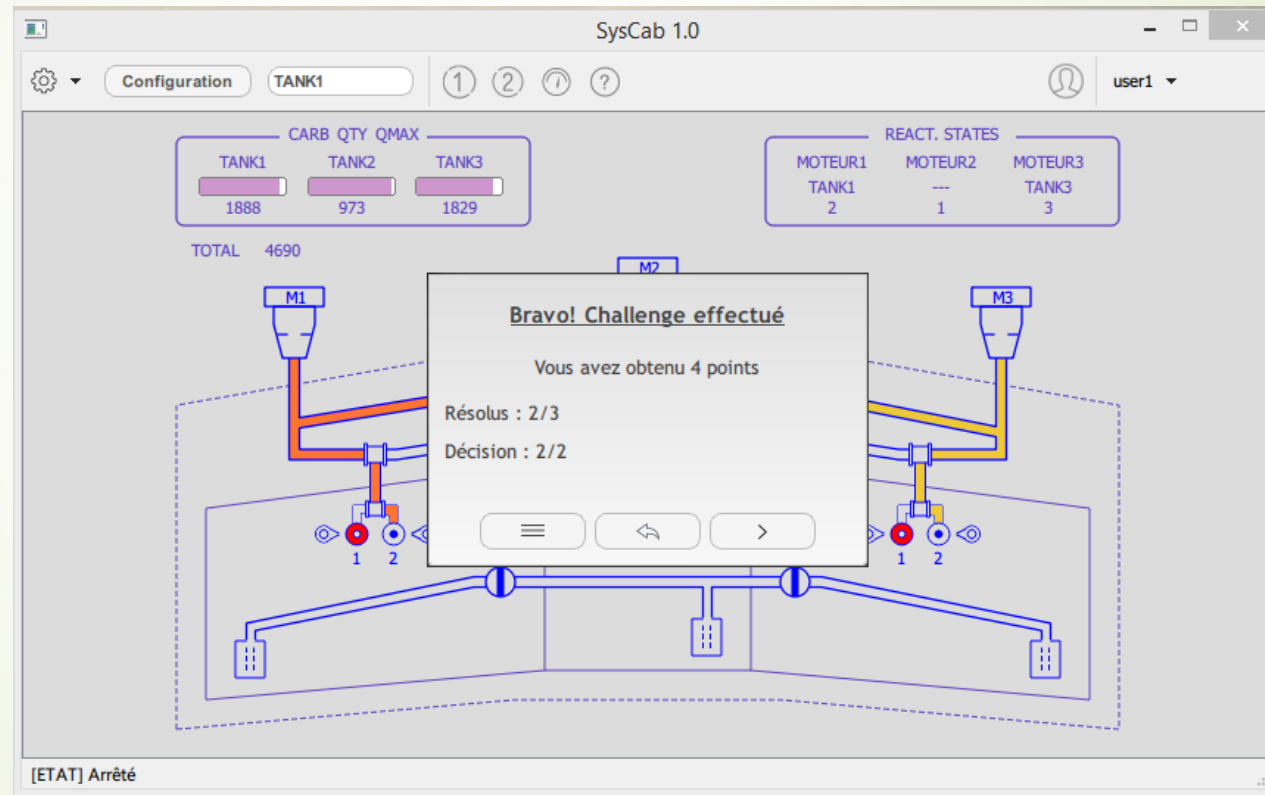 SysCab 1.0
Configuration TANK1 1 2 ? user1
CARB QTY QMAX
TANK1 TANK2 TANK3
1888 973 1829
TOTAL 4690
REACT. STATES
MOTEUR1 MOTEUR2 MOTEUR3
TANK1 --- TANK3
2 1 3
M2
M1
M3
Bravo! Challenge effectué
Vous avez obtenu 4 points
Résolus : 2/3
Décision : 2/2
1 2
1 2
[ETAT] Arrêté